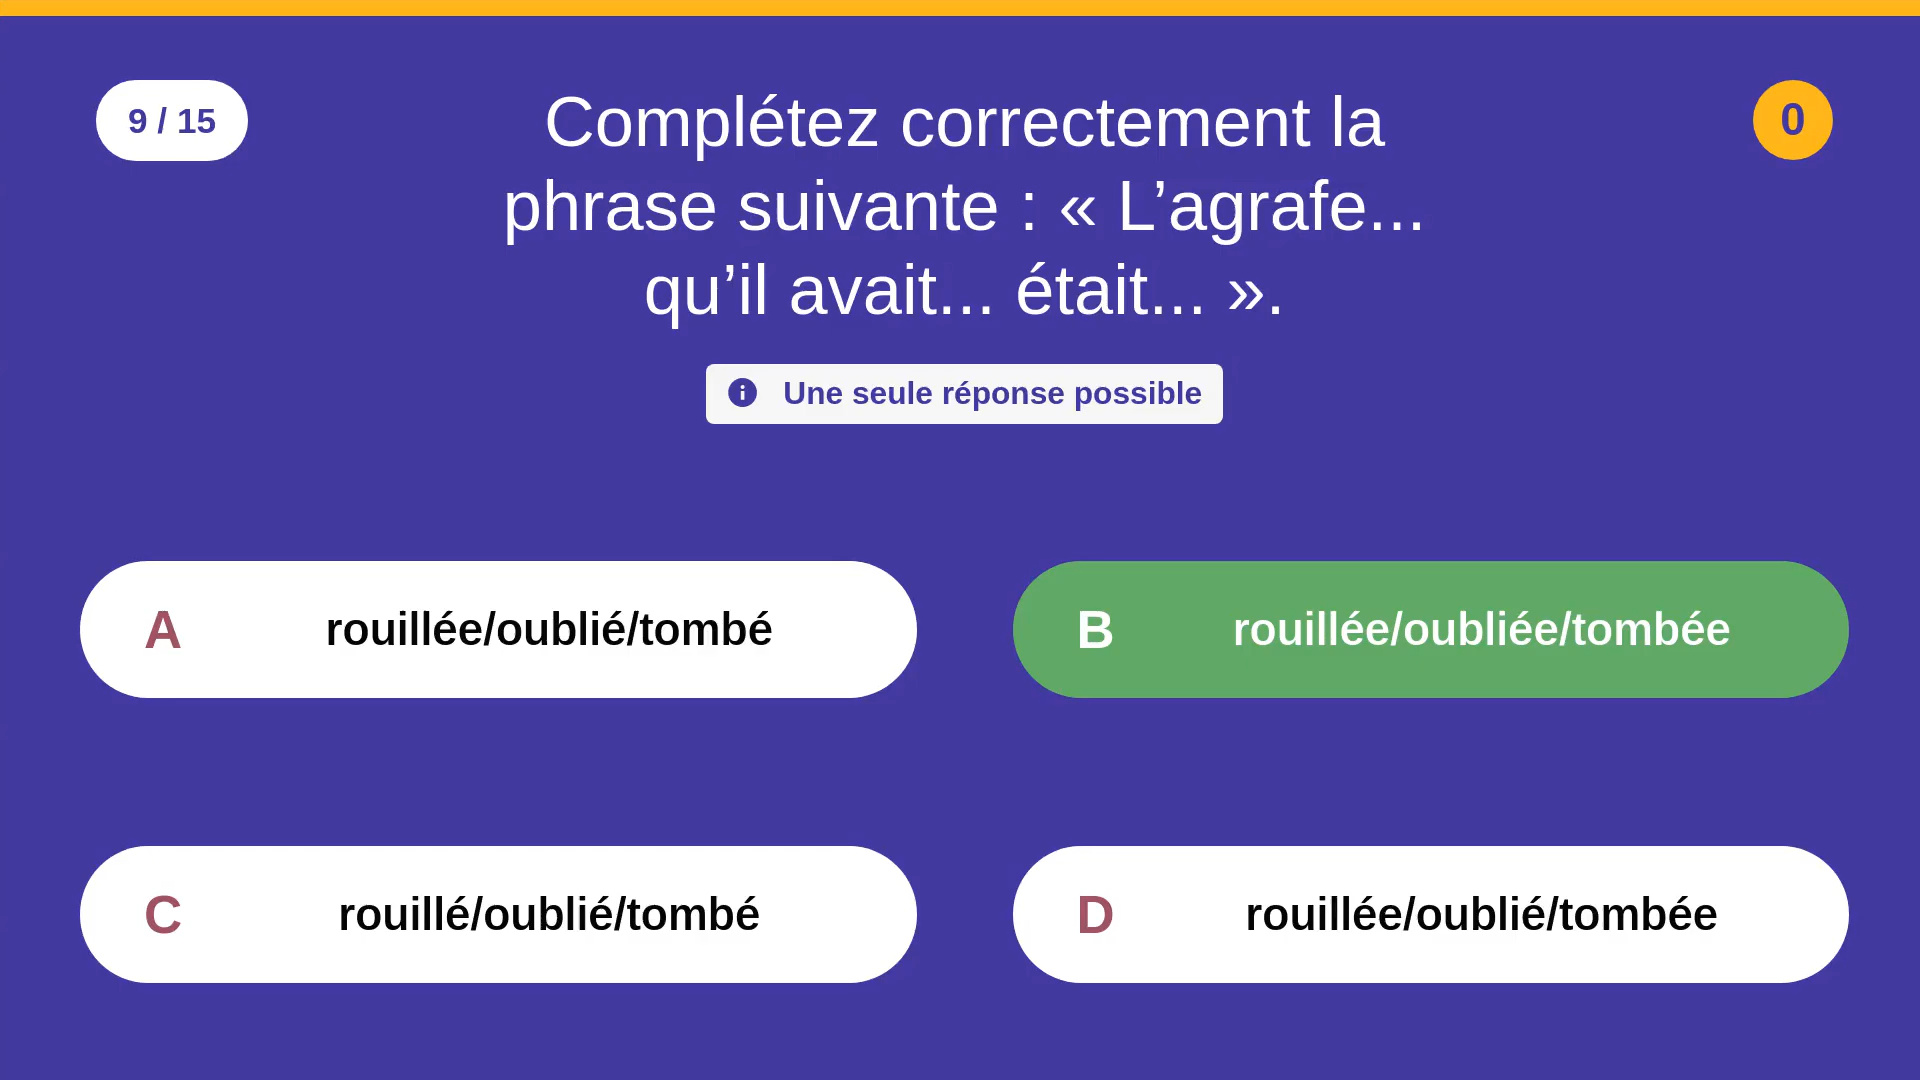 9 / 15
Complétez correctement la
phrase suivante : « L’agrafe...
qu’il avait... était... ».
0
Une seule réponse possible
A rouillée/oublié/tombé
B rouillée/oubliée/tombée
C rouillé/oublié/tombé
D rouillée/oublié/tombée